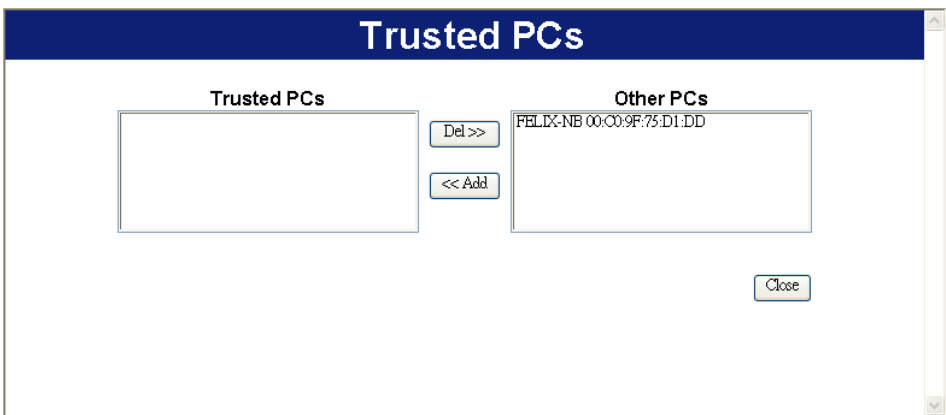 Trusted PCs
Trusted PCs
Other PCs
Del >>
FELIX-NB 00:C0:9F:75:D1:DD
<< Add
Close